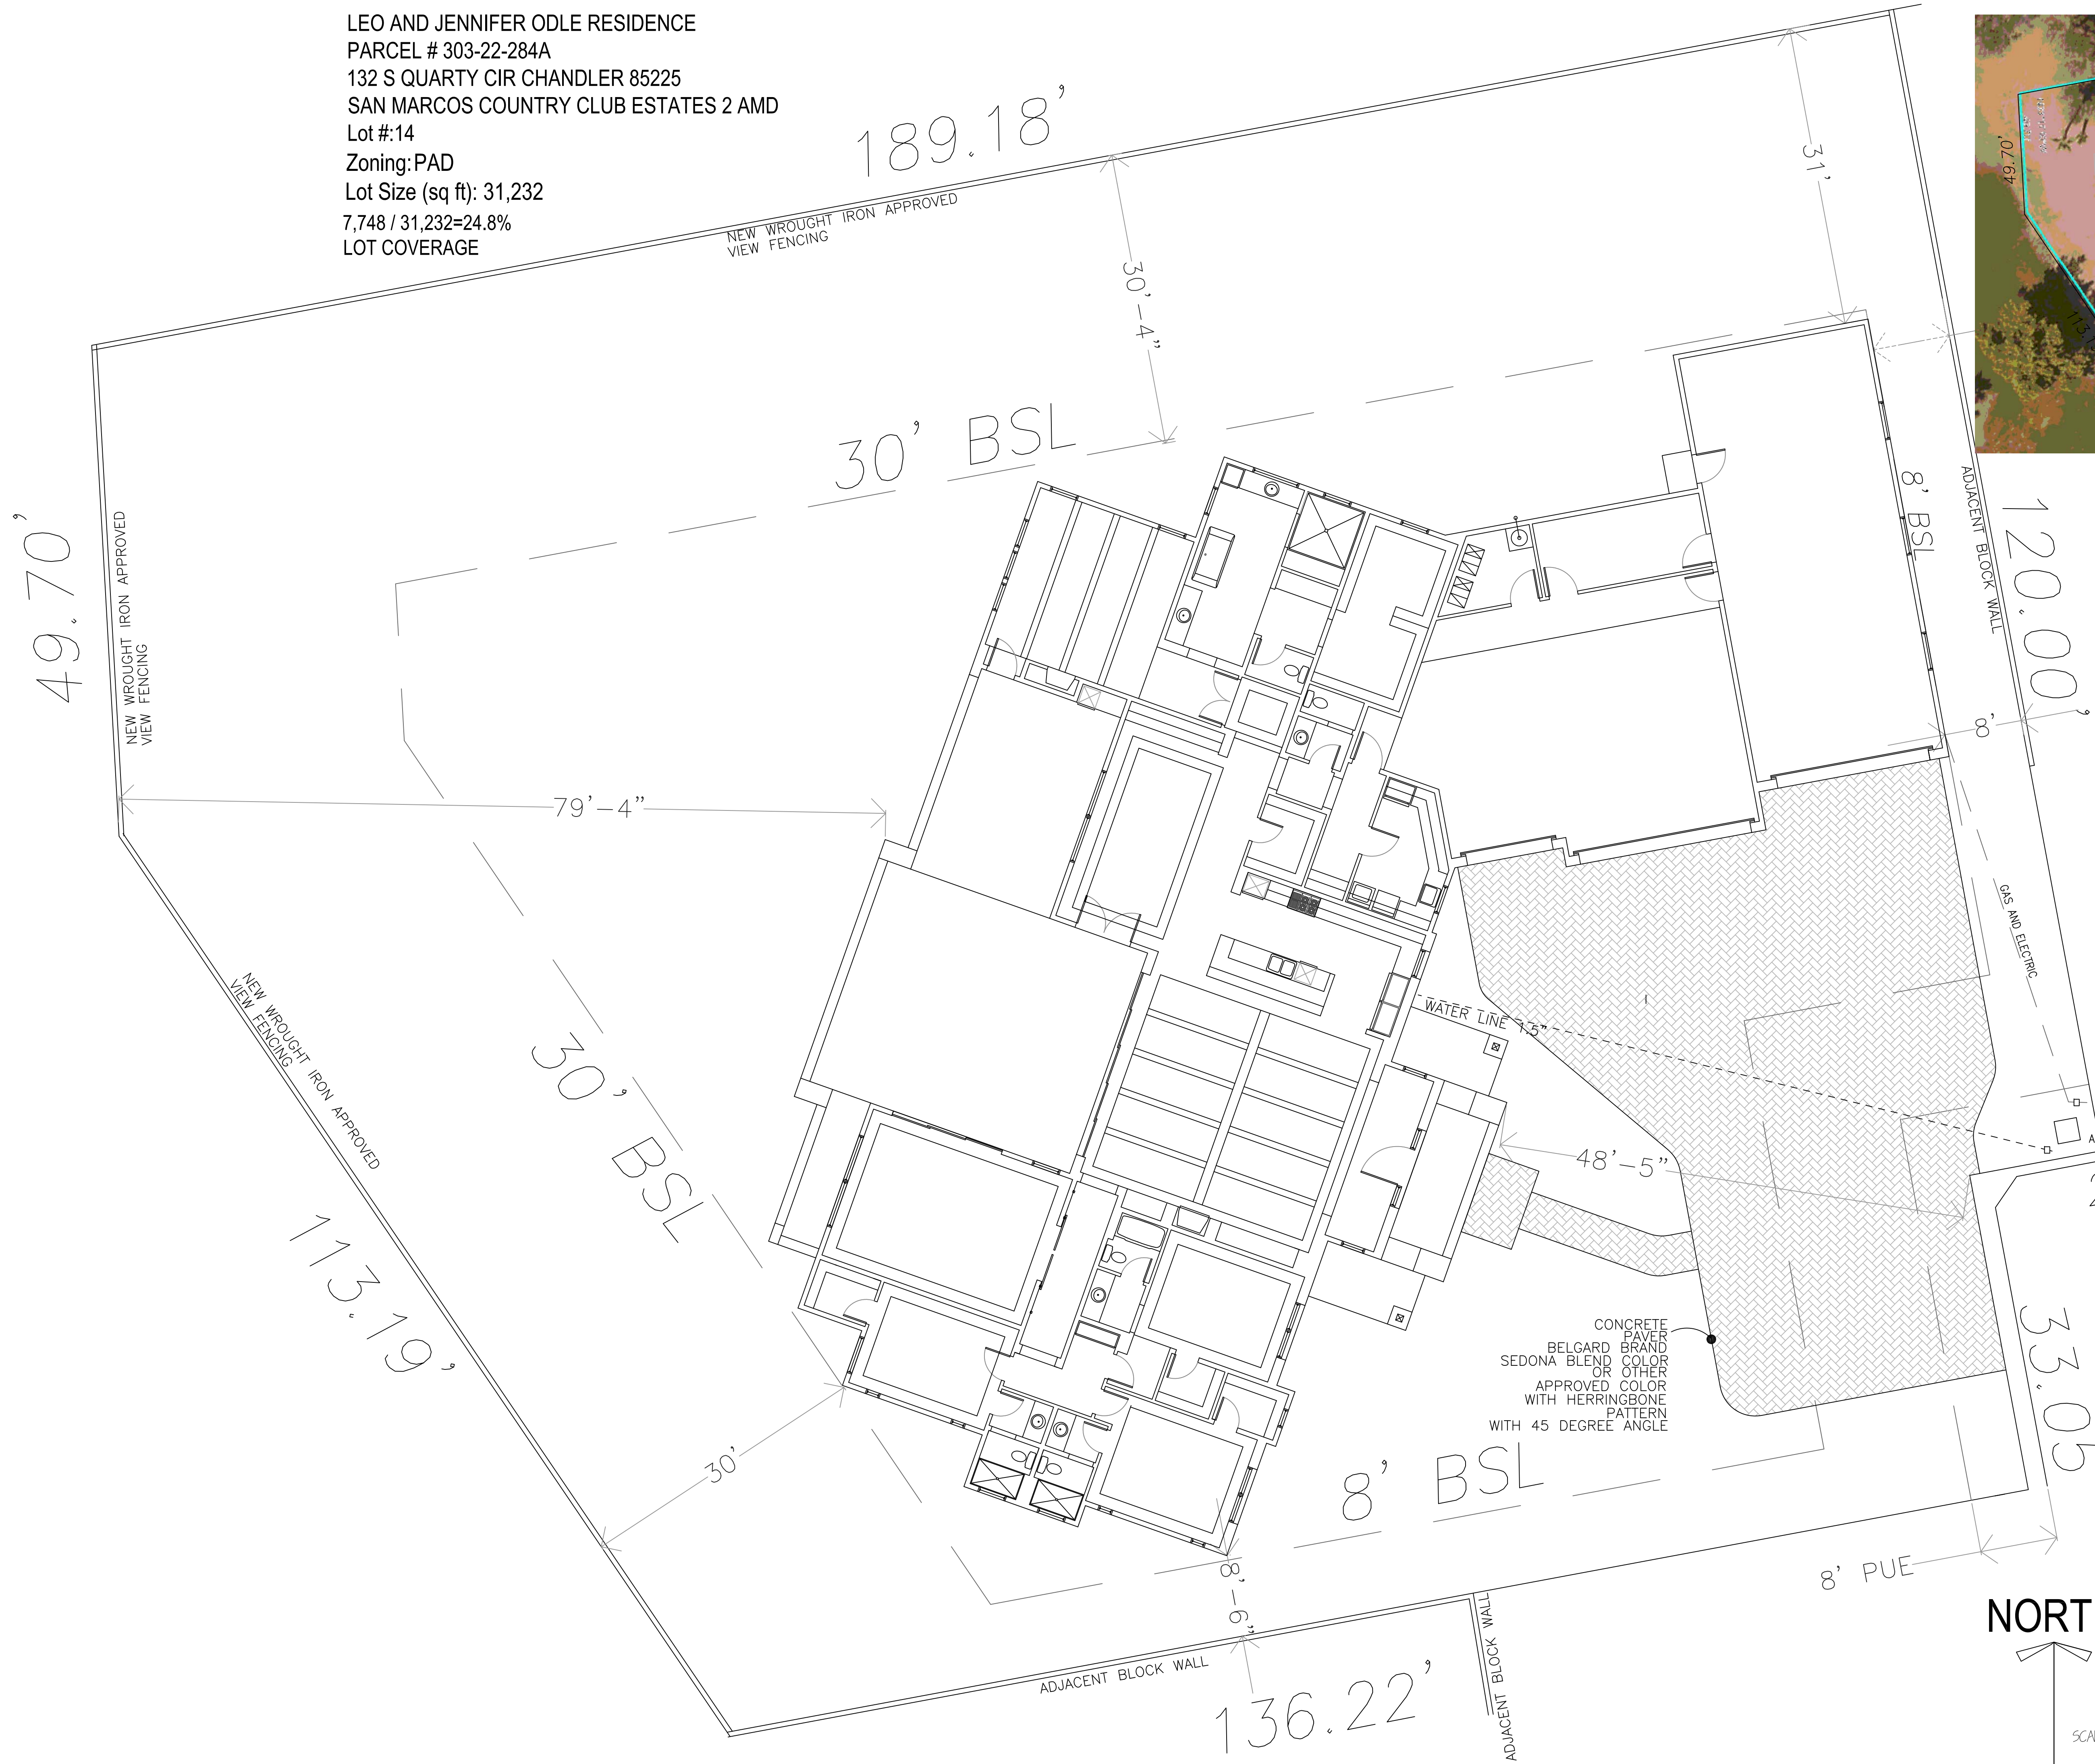 LEO AND JENNIFER ODLE RESIDENCE
PARCEL # 303-22-284A
132 S QUARTY CIR CHANDLER 85225
SAN MARCOS COUNTRY CLUB ESTATES 2 AMD
Lot #:14
Zoning:PAD
Lot Size (sq ft): 31,232
7,748 / 31,232=24.8%
LOT COVERAGE
189.18'
NEW WROUGHT IRON APPROVED
VIEW FENCING
31'
30'-4"
49.70'
30' BSL
8' BSL
ADJACENT BLOCK WALL
120.00'
49.70'
NEW WROUGHT IRON APPROVED
VIEW FENCING
8'
79'-4"
GAS AND ELECTRIC
NEW WROUGHT IRON APPROVED
VIEW FENCING
WATER LINE 1.5"
30' BSL
48'-5"
113.19'
CONCRETE
PAVER
BELGARD BRAND
SEDONA BLEND COLOR
OR OTHER
APPROVED COLOR
WITH HERRINGBONE
PATTERN
WITH 45 DEGREE ANGLE
33.05
30'
8' BSL
8'-6"
8' PUE
ADJACENT BLOCK WALL
ADJACENT BLOCK WALL
136.22'
NORT
SCA